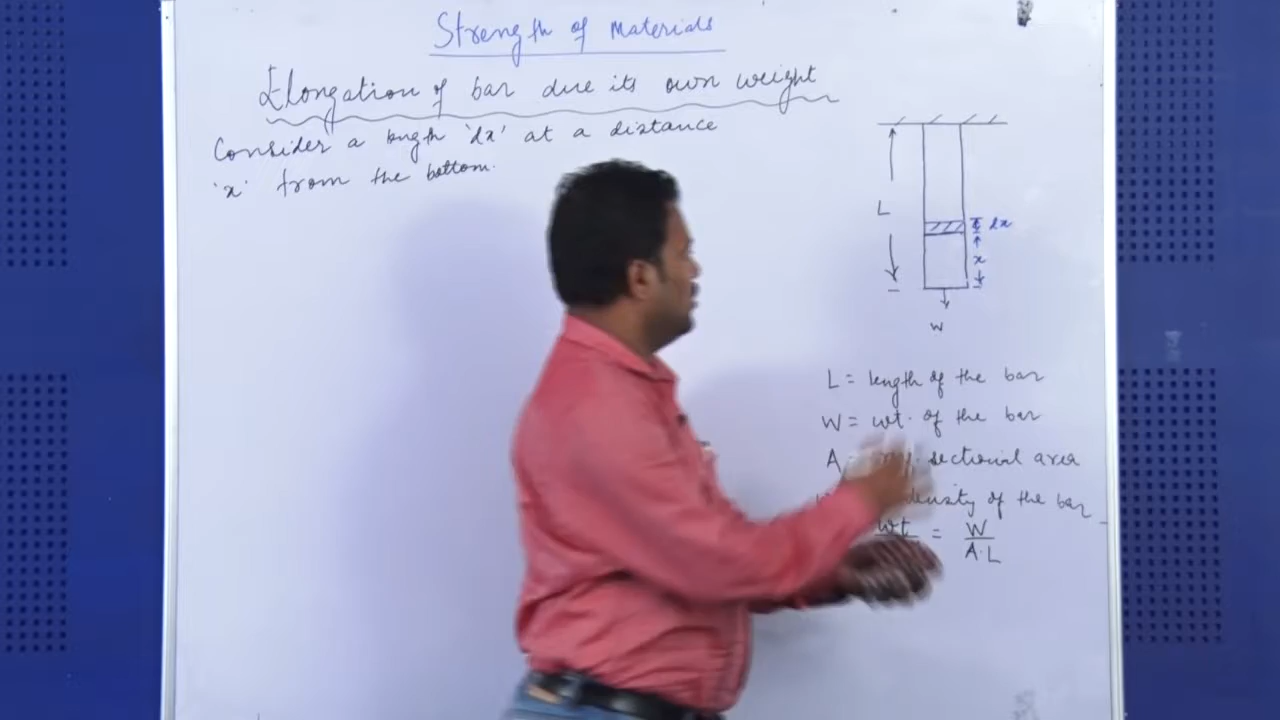 Strength of Materials
Elongation of bar due its own weight
Consider a length 'dx' at a distance
'x' from the bottom.
L
dx
x
W
L = length of the bar
W = wt. of the bar
A = sectional area
density of the bar
wt = W
A.L